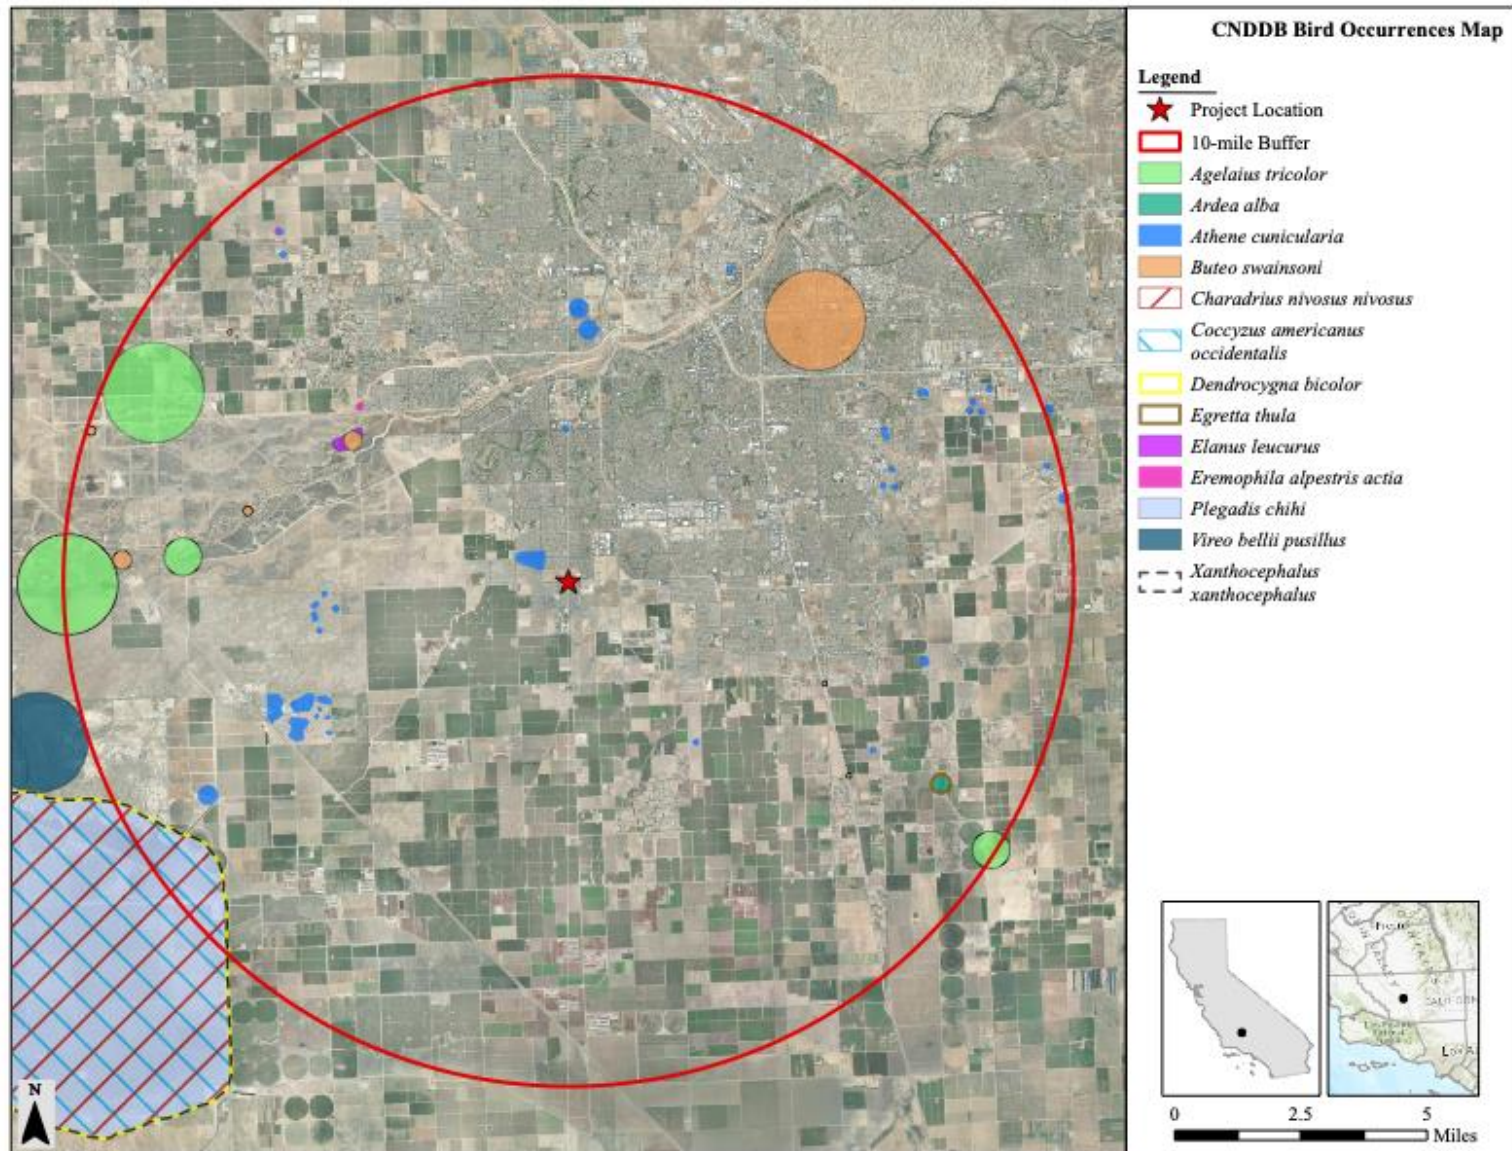 CNDDB Bird Occurrences Map
Legend
Project Location
10-mile Buffer
Agelaius tricolor
Ardea alba
Athene cunicularia
Buteo swainsoni
Charadrius nivosus nivosus
Coccyzus americanus
occidentalis
Dendrocygna bicolor
Egretta thula
Elanus leucurus
Eremophila alpestris actia
Plegadis chihi
Vireo bellii pusillus
Xanthocephalus
xanthocephalus
N
0 2.5 5
Miles